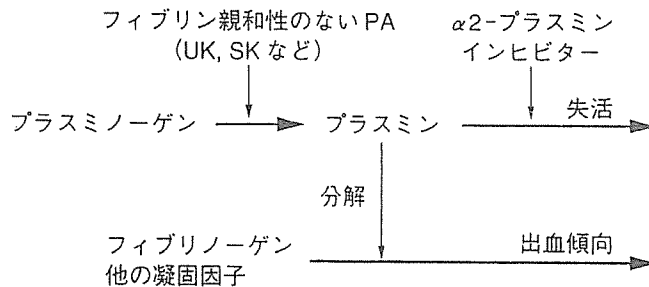 フィブリン親和性のない PA
(UK, SK など)
α2-プラスミン
インヒビター
プラスミノーゲン
プラスミン
失活
分解
フィブリノーゲン
他の凝固因子
出血傾向